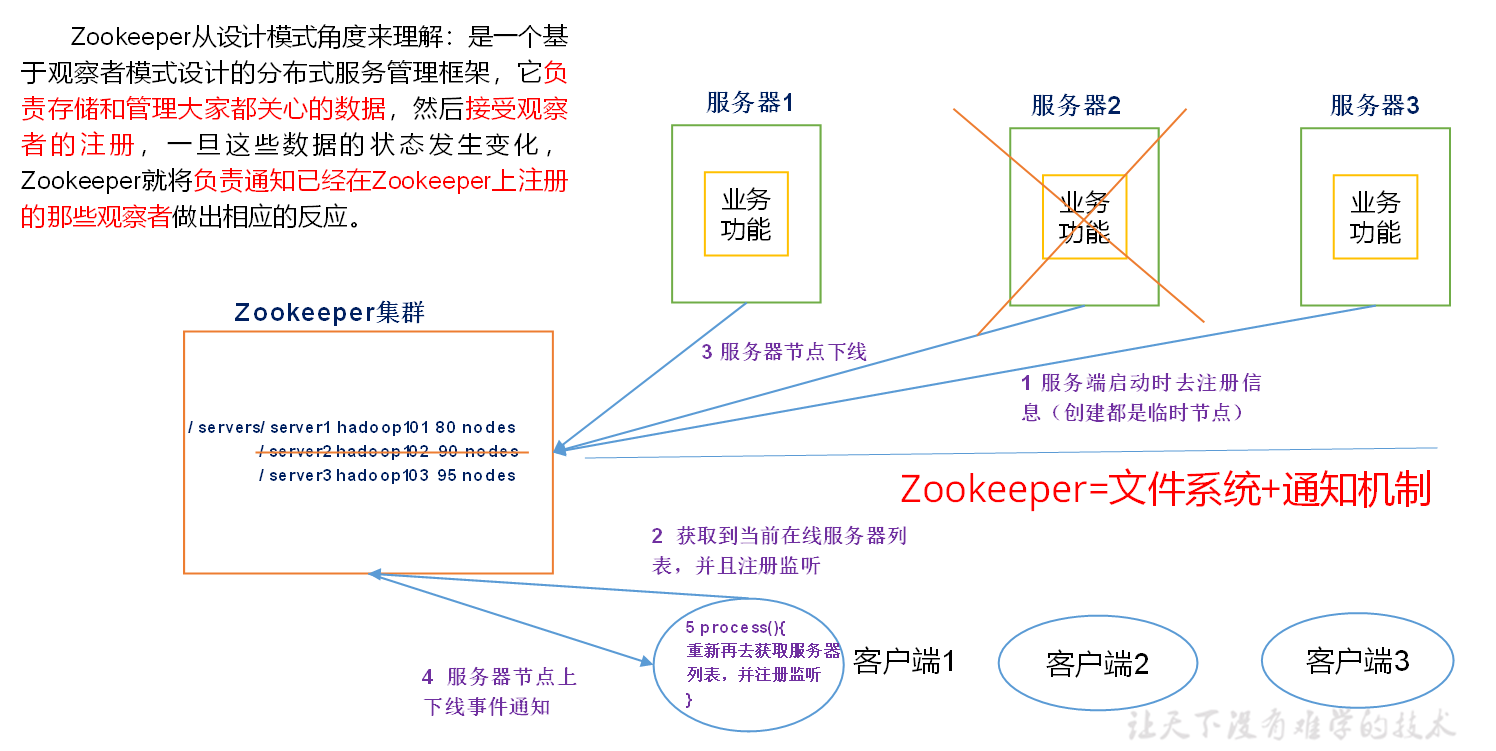 Zookeeper从设计模式角度来理解：是一个基
于观察者模式设计的分布式服务管理框架，它负
责存储和管理大家都关心的数据，然后接受观察
者的注册，一旦这些数据的状态发生变化，
Zookeeper就将负责通知已经在Zookeeper上注册
的那些观察者做出相应的反应。
服务器1
服务器2
服务器3
业务
功能
业务
功能
业务
功能
Zookeeper集群
3 服务器节点下线
1 服务端启动时去注册信
息（创建都是临时节点）
/ servers/ server1 hadoop101 80 nodes
/ server2 hadoop102 90 nodes
/ server3 hadoop103 95 nodes
Zookeeper=文件系统+通知机制
2 获取到当前在线服务器列
表，并且注册监听
5 process(){
重新再去获取服务器
列表，并注册监听
}
客户端1
客户端2
客户端3
4 服务器节点上
下线事件通知
让天下没有难学的技术